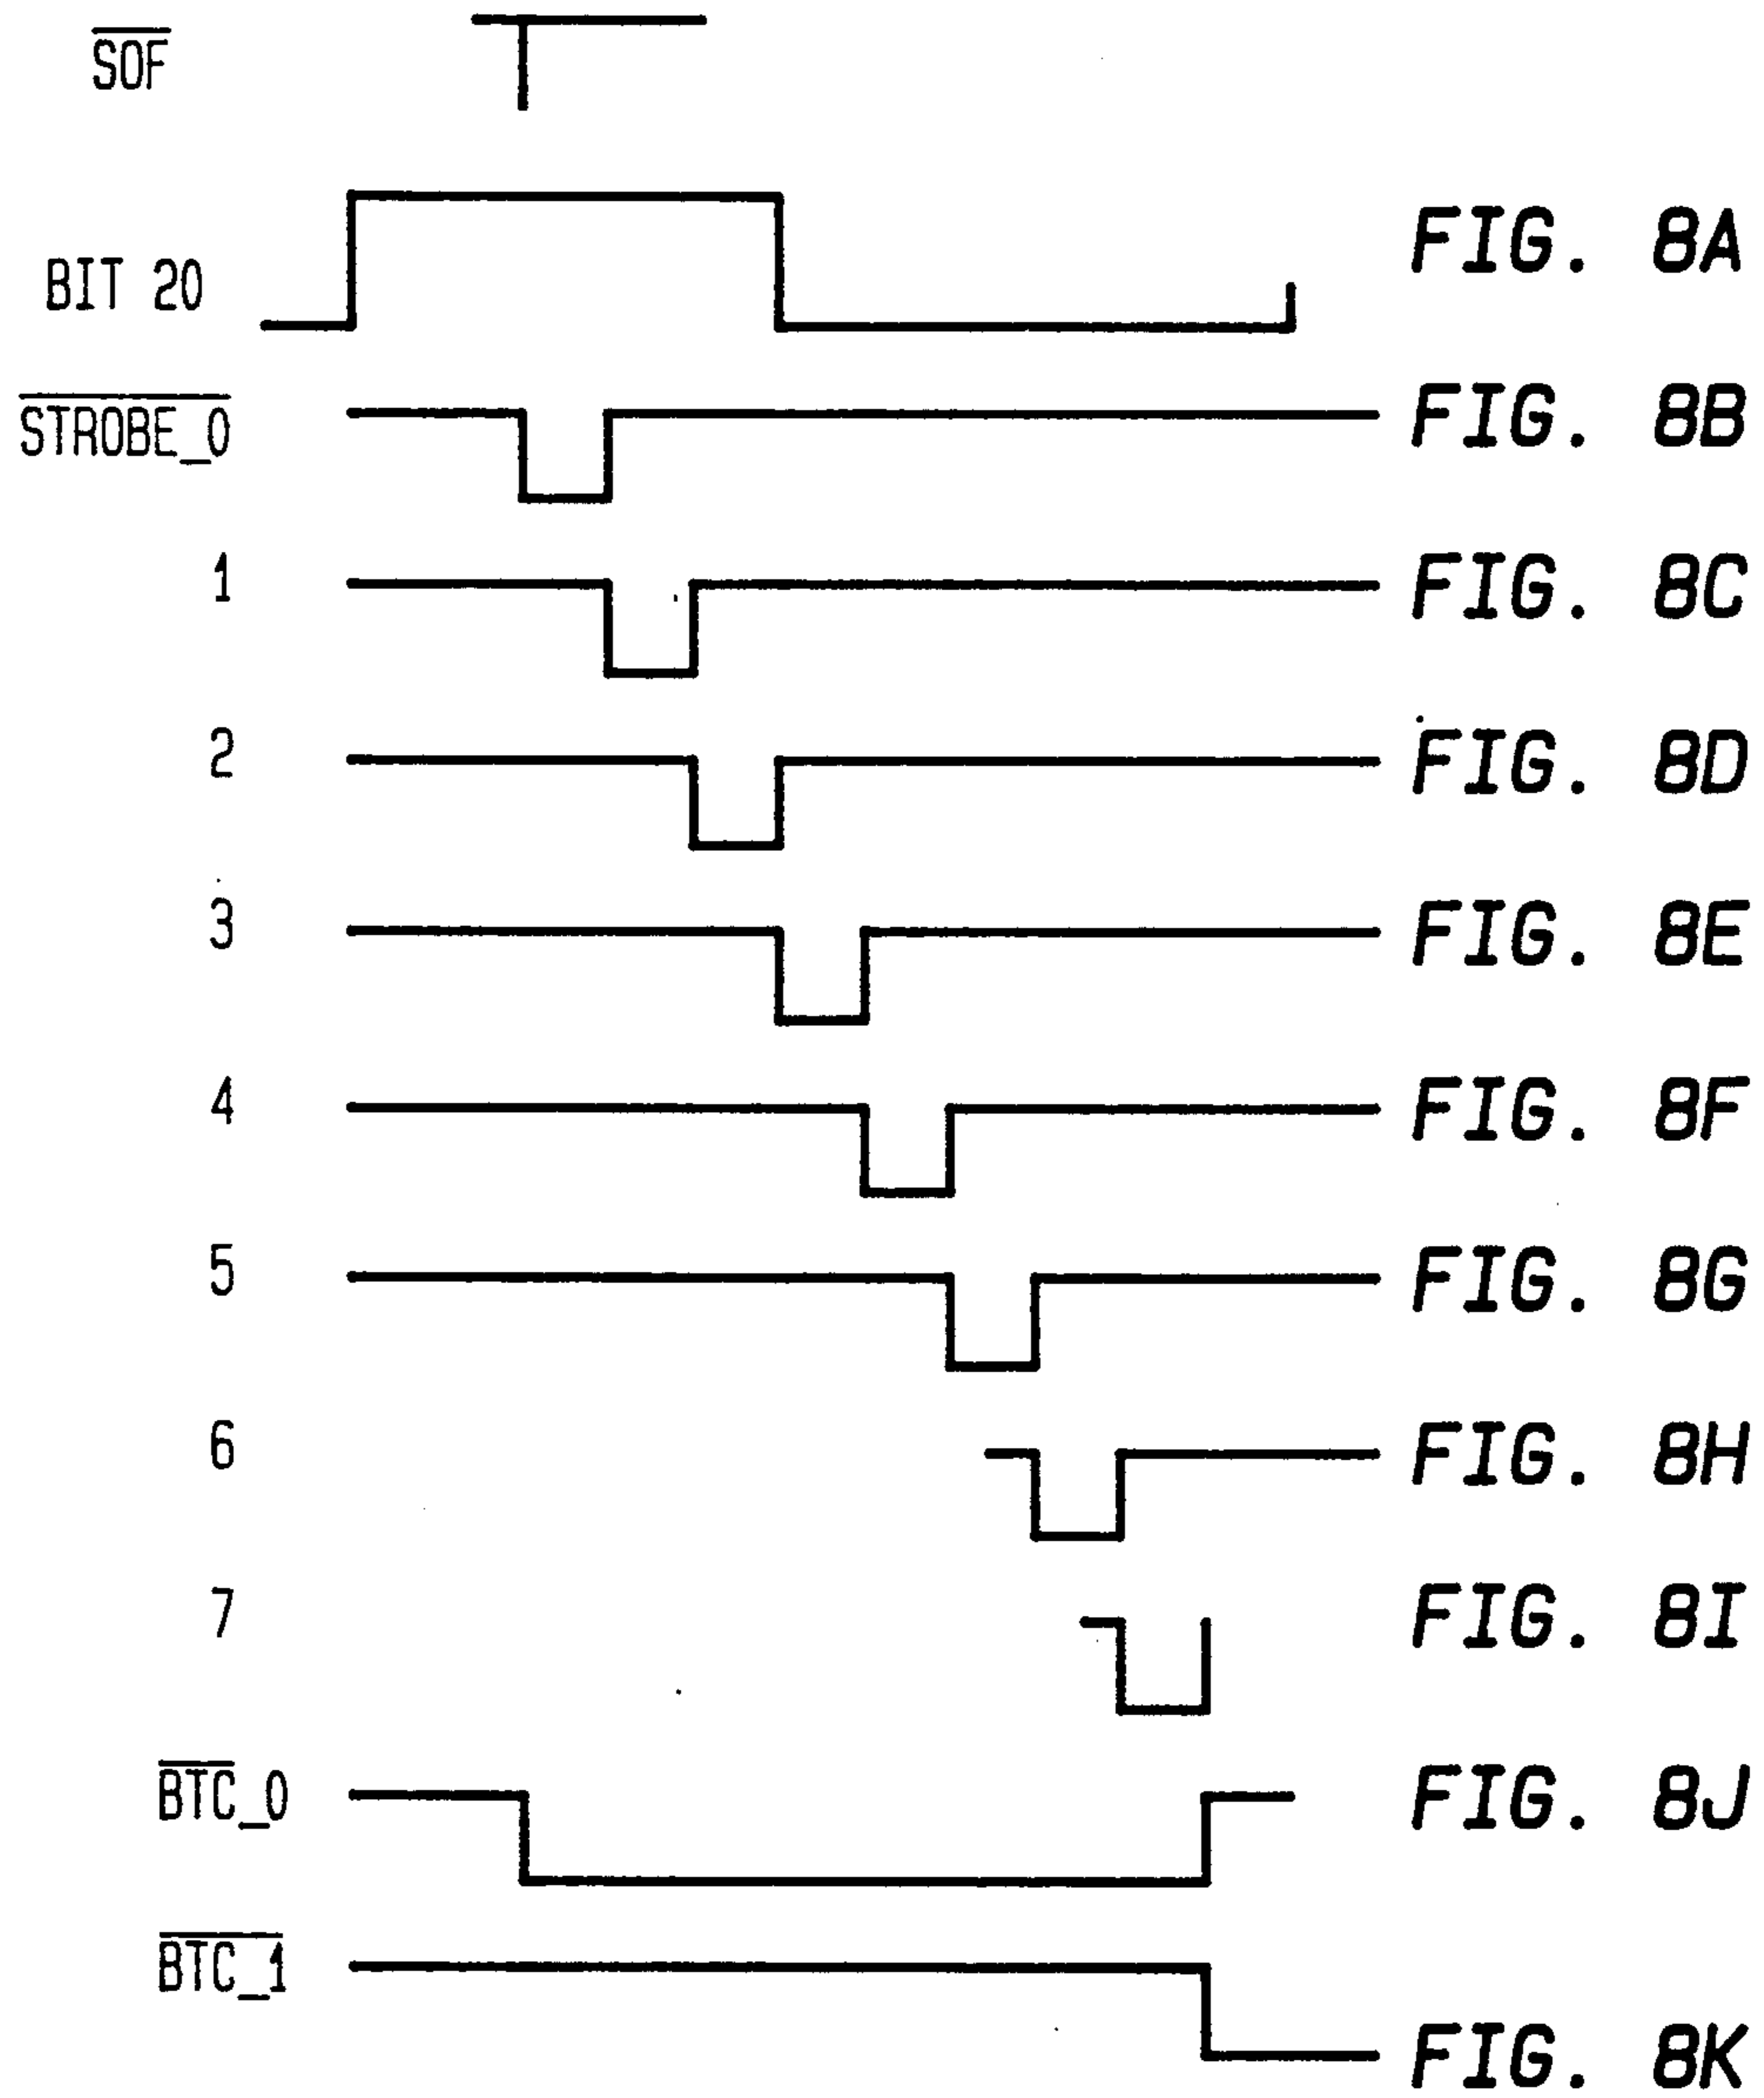 SOF
BIT 20 FIG. 8A
STROBE_0 FIG. 8B
1 FIG. 8C
2 FIG. 8D
3 FIG. 8E
4 FIG. 8F
5 FIG. 8G
6 FIG. 8H
7 FIG. 8I
BTC_0 FIG. 8J
BTC_1 FIG. 8K